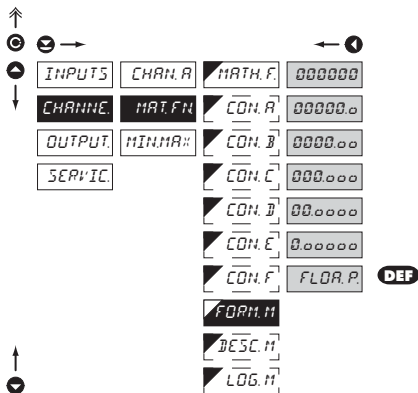 INPUTS CHAN. A MATH. F. 000000
CHANNE. MAT. FN. CON. A 00000.0
OUTPUT. MIN.MAX CON. B 0000.00
SERVIC. CON. C 000.000
CON. D 00.0000
CON. E 0.00000
CON. F FLOA. P. DEF
FORM. M
DESC. M
LOG. M